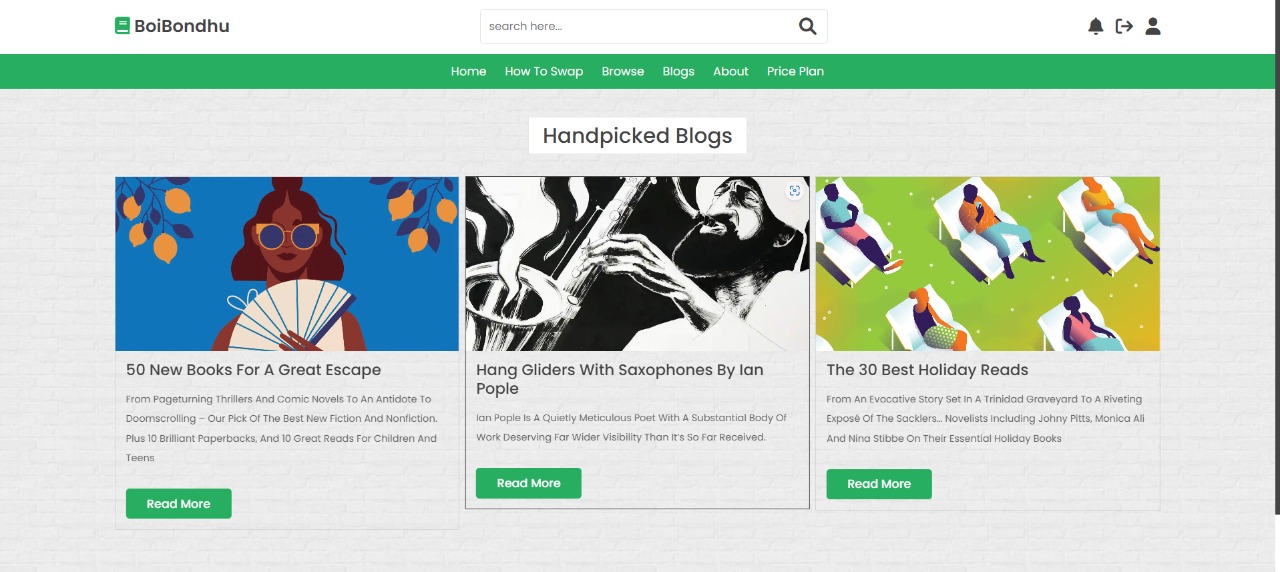 BoiBondhu
search here...
Home How To Swap Browse Blogs About Price Plan
Handpicked Blogs
50 New Books For A Great Escape
From Pageturning Thrillers And Comic Novels To An Antidote To
Doomscrolling – Our Pick Of The Best New Fiction And Nonfiction.
Plus 10 Brilliant Paperbacks, And 10 Great Reads For Children And
Teens
Read More
Hang Gliders With Saxophones By Ian
Pople
Ian Pople Is A Quietly Meticulous Poet With A Substantial Body Of
Work Deserving Far Wider Visibility Than It's So Far Received.
Read More
The 30 Best Holiday Reads
From An Evocative Story Set In A Trinidad Graveyard To A Riveting
Exposé Of The Sacklers... Novelists Including Johny Pitts, Monica Ali
And Nina Stibbe On Their Essential Holiday Books
Read More